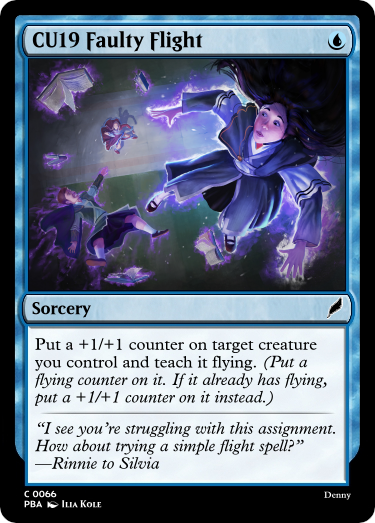 CU19 Faulty Flight
Sorcery
Put a +1/+1 counter on target creature
you control and teach it flying. (Put a
flying counter on it. If it already has flying,
put a +1/+1 counter on it instead.)
“I see you’re struggling with this assignment.
How about trying a simple flight spell?”
—Rinnie to Silvia
C 0066
Denny
PBA Ilia Kole